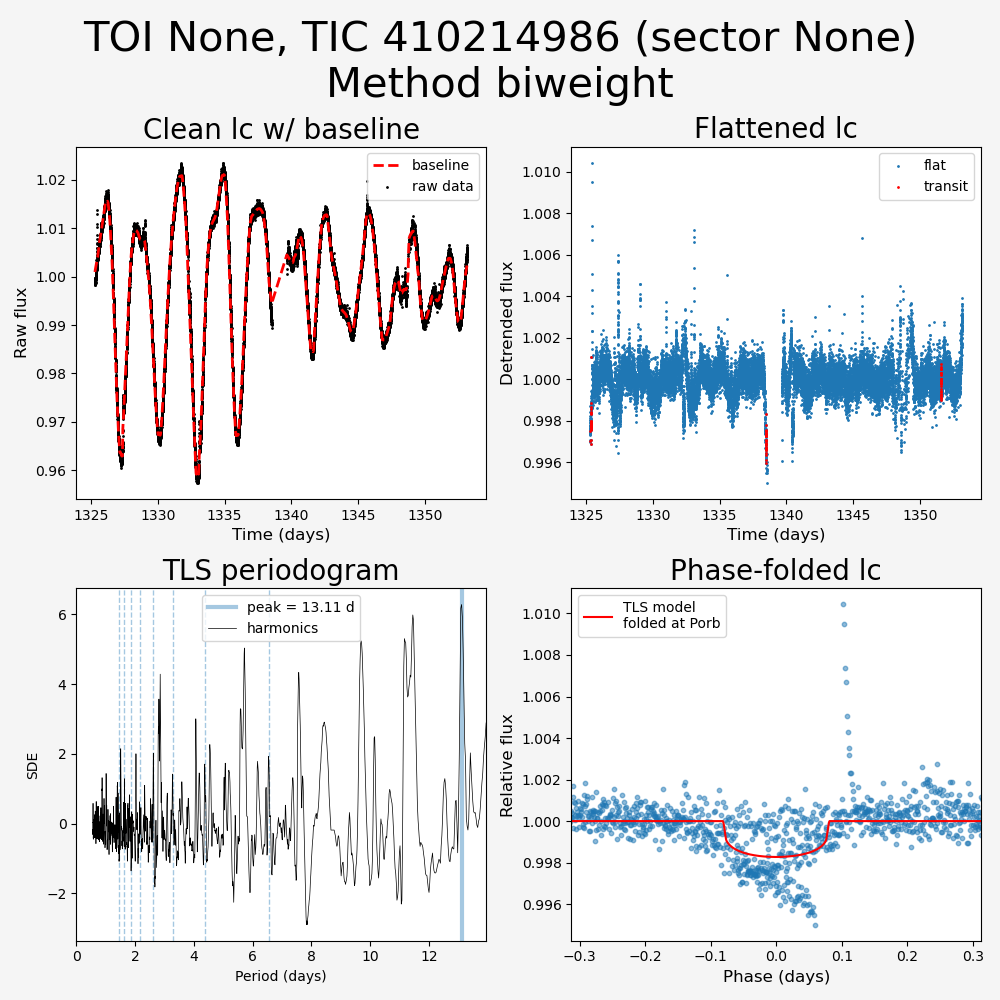 TOI None, TIC 410214986 (sector None)
Method biweight
Clean lc w/ baseline
baseline
raw data
Raw flux
1.02
1.01
1.00
0.99
0.98
0.97
0.96
1325
1330
1335
1340
1345
1350
Time (days)
Flattened lc
flat
transit
Detrended flux
1.010
1.008
1.006
1.004
1.002
1.000
0.998
0.996
1325
1330
1335
1340
1345
1350
Time (days)
TLS periodogram
peak = 13.11 d
harmonics
SDE
6
4
2
0
−2
0
2
4
6
8
10
12
Period (days)
Phase-folded lc
TLS model
folded at Porb
Relative flux
1.010
1.008
1.006
1.004
1.002
1.000
0.998
0.996
−0.3
−0.2
−0.1
0.0
0.1
0.2
0.3
Phase (days)